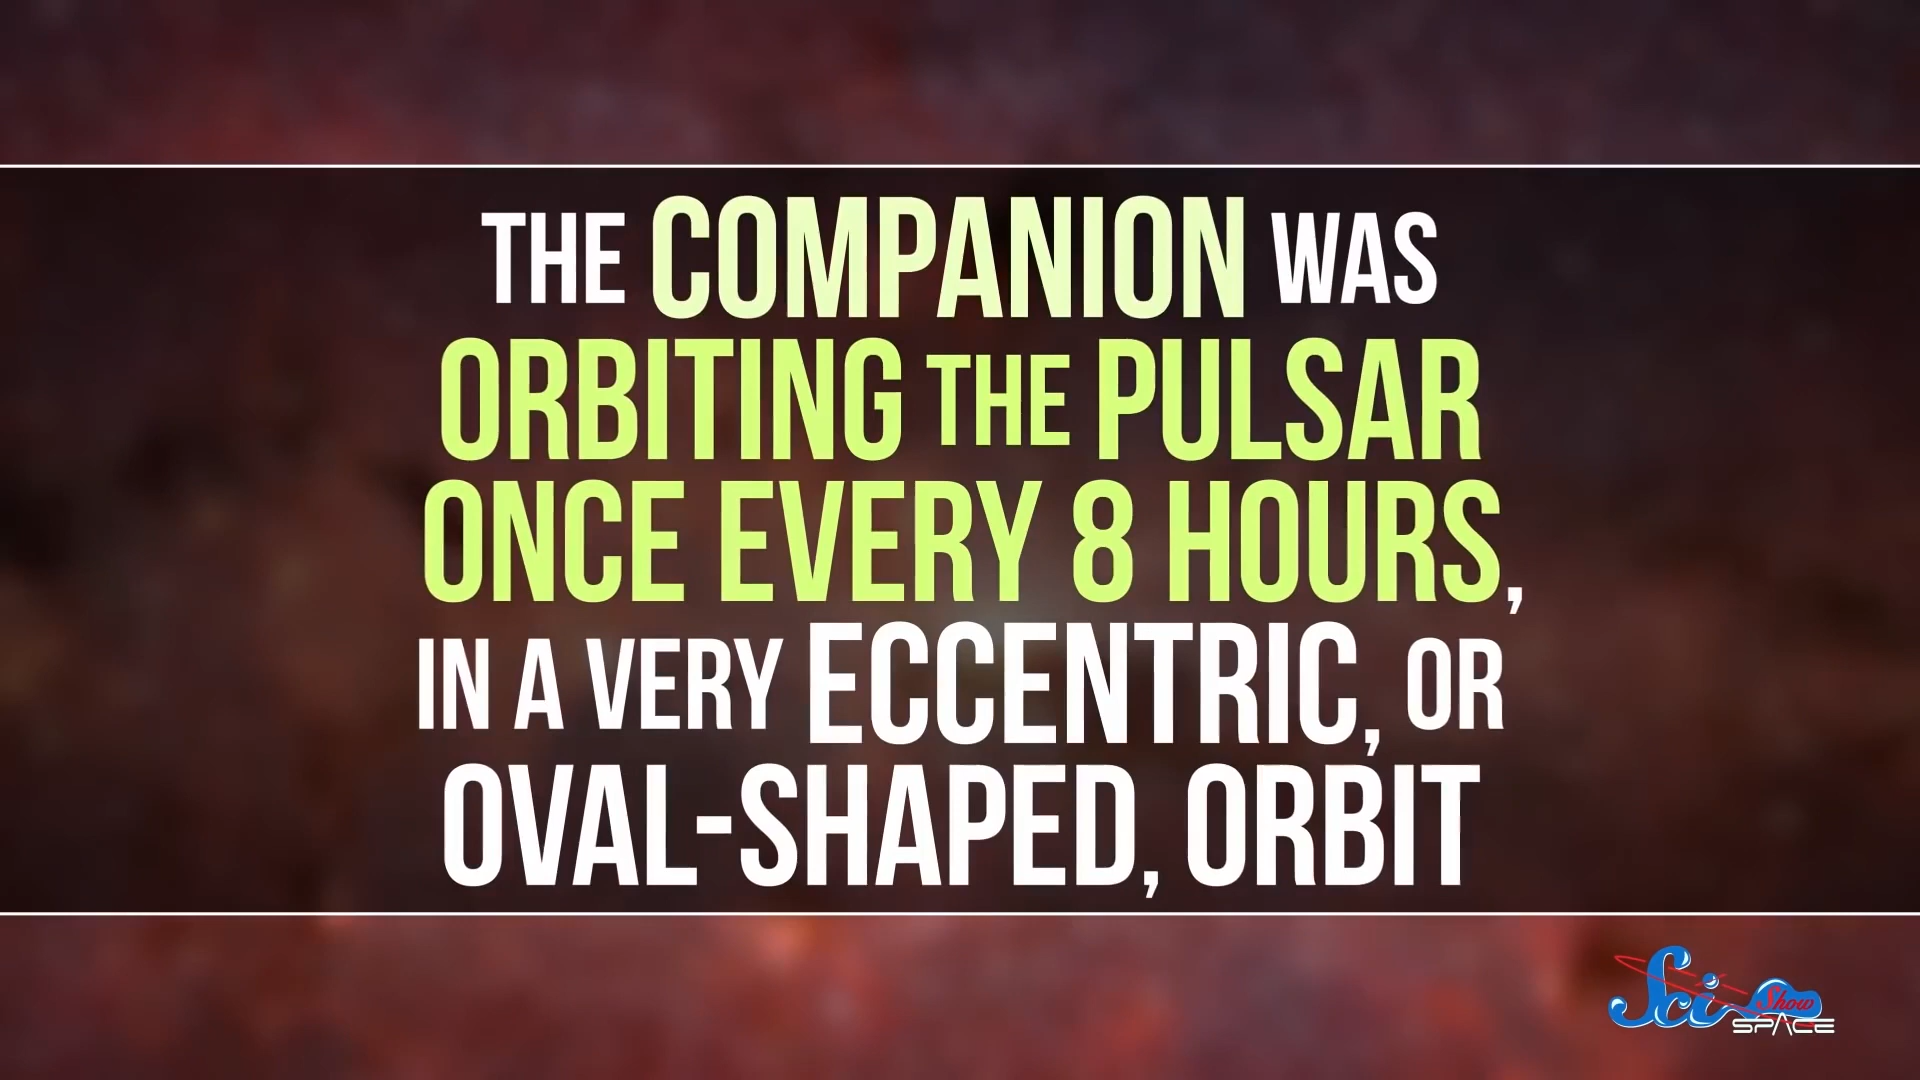 THE COMPANION WAS
ORBITING THE PULSAR
ONCE EVERY 8 HOURS,
IN A VERY ECCENTRIC, OR
OVAL-SHAPED, ORBIT
Sci Show
SPACE